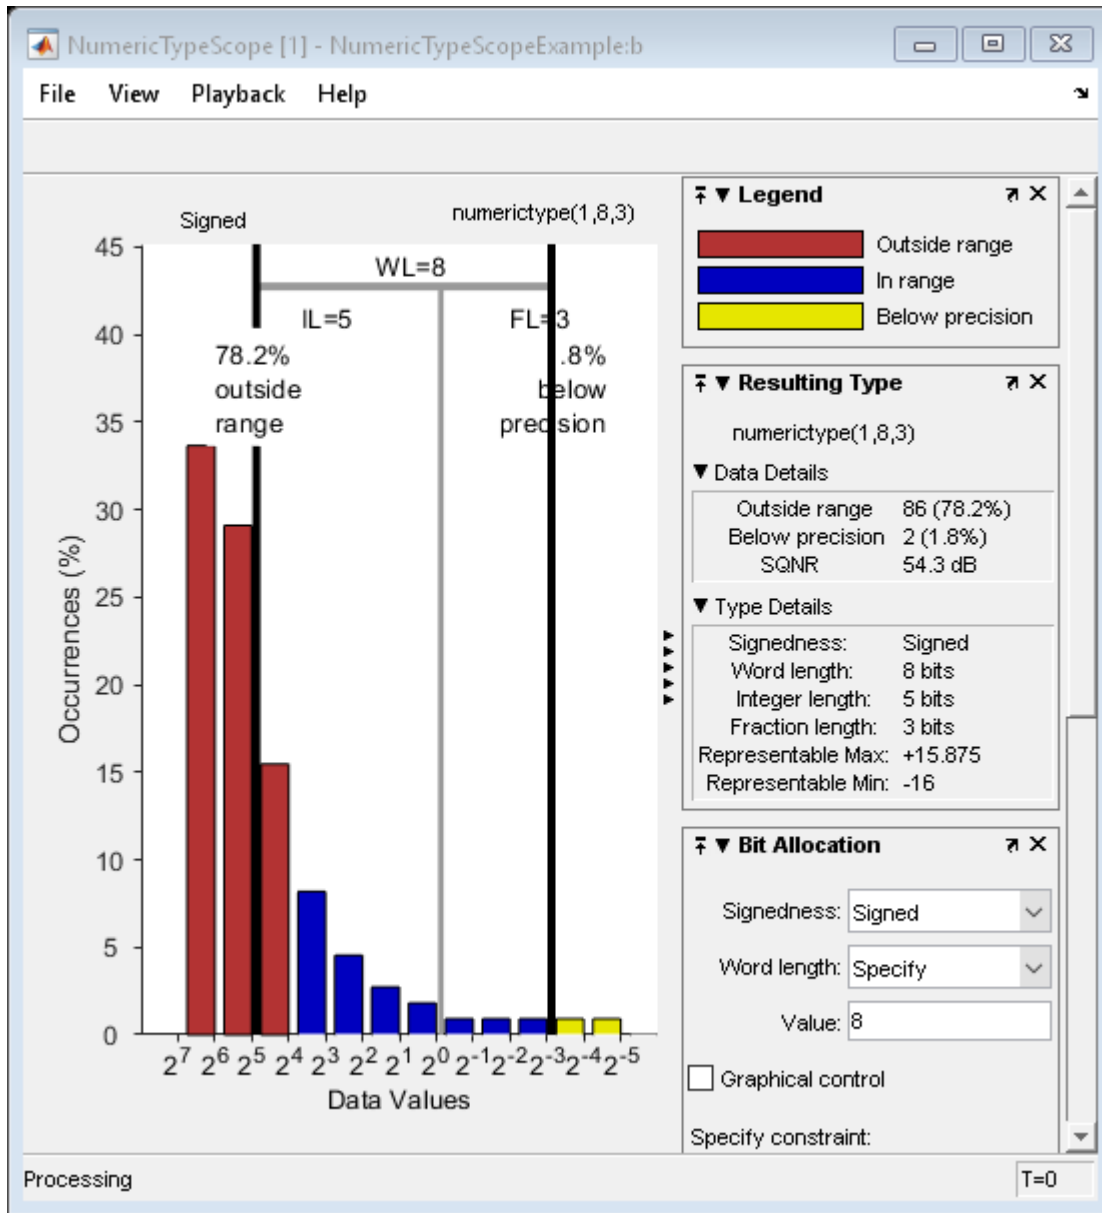 NumericTypeScope [1] - NumericTypeScopeExample:b
File View Playback Help
Signed
numerictype(1,8,3)
WL=8
IL=5
FL=3
78.2%
outside
range
.8%
below
precision
45
40
35
30
25
20
15
10
5
0
Occurrences (%)
2^7 2^6 2^5 2^4 2^3 2^2 2^1 2^0 2^-1 2^-2 2^-3 2^-4 2^-5
Data Values
Legend
Outside range
In range
Below precision
Resulting Type
numerictype(1,8,3)
Data Details
Outside range 86 (78.2%)
Below precision 2 (1.8%)
SQNR 54.3 dB
Type Details
Signedness: Signed
Word length: 8 bits
Integer length: 5 bits
Fraction length: 3 bits
Representable Max: +15.875
Representable Min: -16
Bit Allocation
Signedness: Signed
Word length: Specify
Value: 8
Graphical control
Specify constraint:
Processing
T=0